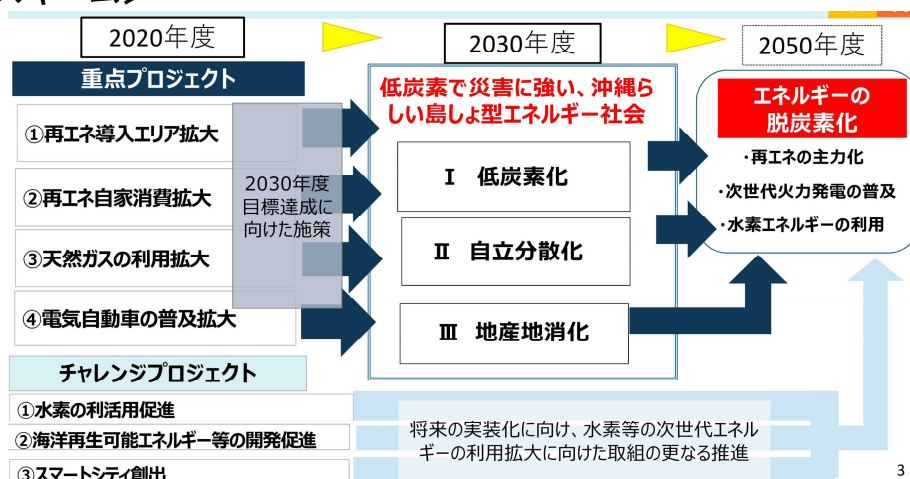 2020年度
2030年度
2050年度
重点プロジェクト
①再エネ導入エリア拡大
②再エネ自家消費拡大
③天然ガスの利用拡大
④電気自動車の普及拡大
2030年度
目標達成に
向けた施策
低炭素で災害に強い、沖縄ら
しい島しょ型エネルギー社会
Ⅰ 低炭素化
Ⅱ 自立分散化
Ⅲ 地産地消化
エネルギーの
脱炭素化
・再エネの主力化
・次世代火力発電の普及
・水素エネルギーの利用
チャレンジプロジェクト
①水素の利活用促進
②海洋再生可能エネルギー等の開発促進
③スマートシティ創出
将来の実装化に向け、水素等の次世代エネル
ギーの利用拡大に向けた取組の更なる推進
3